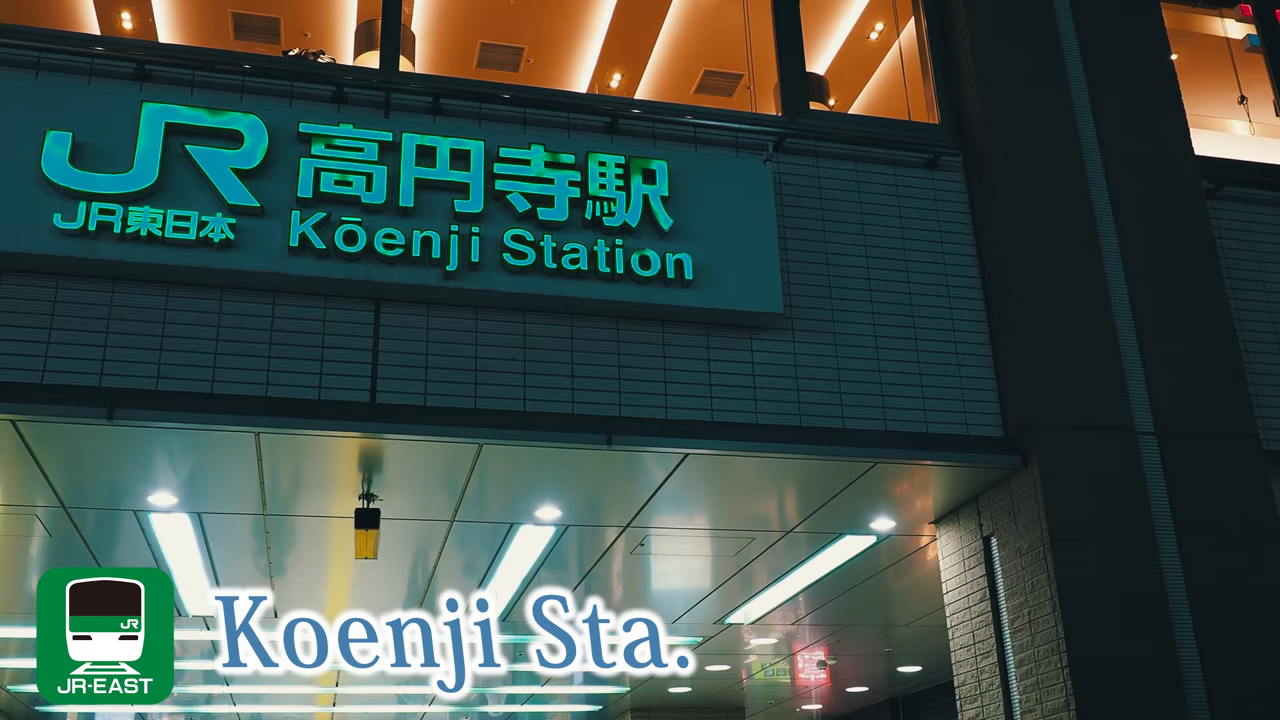 JR 高円寺駅
JR東日本 Kōenji Station
JR
JR-EAST
Koenji Sta.